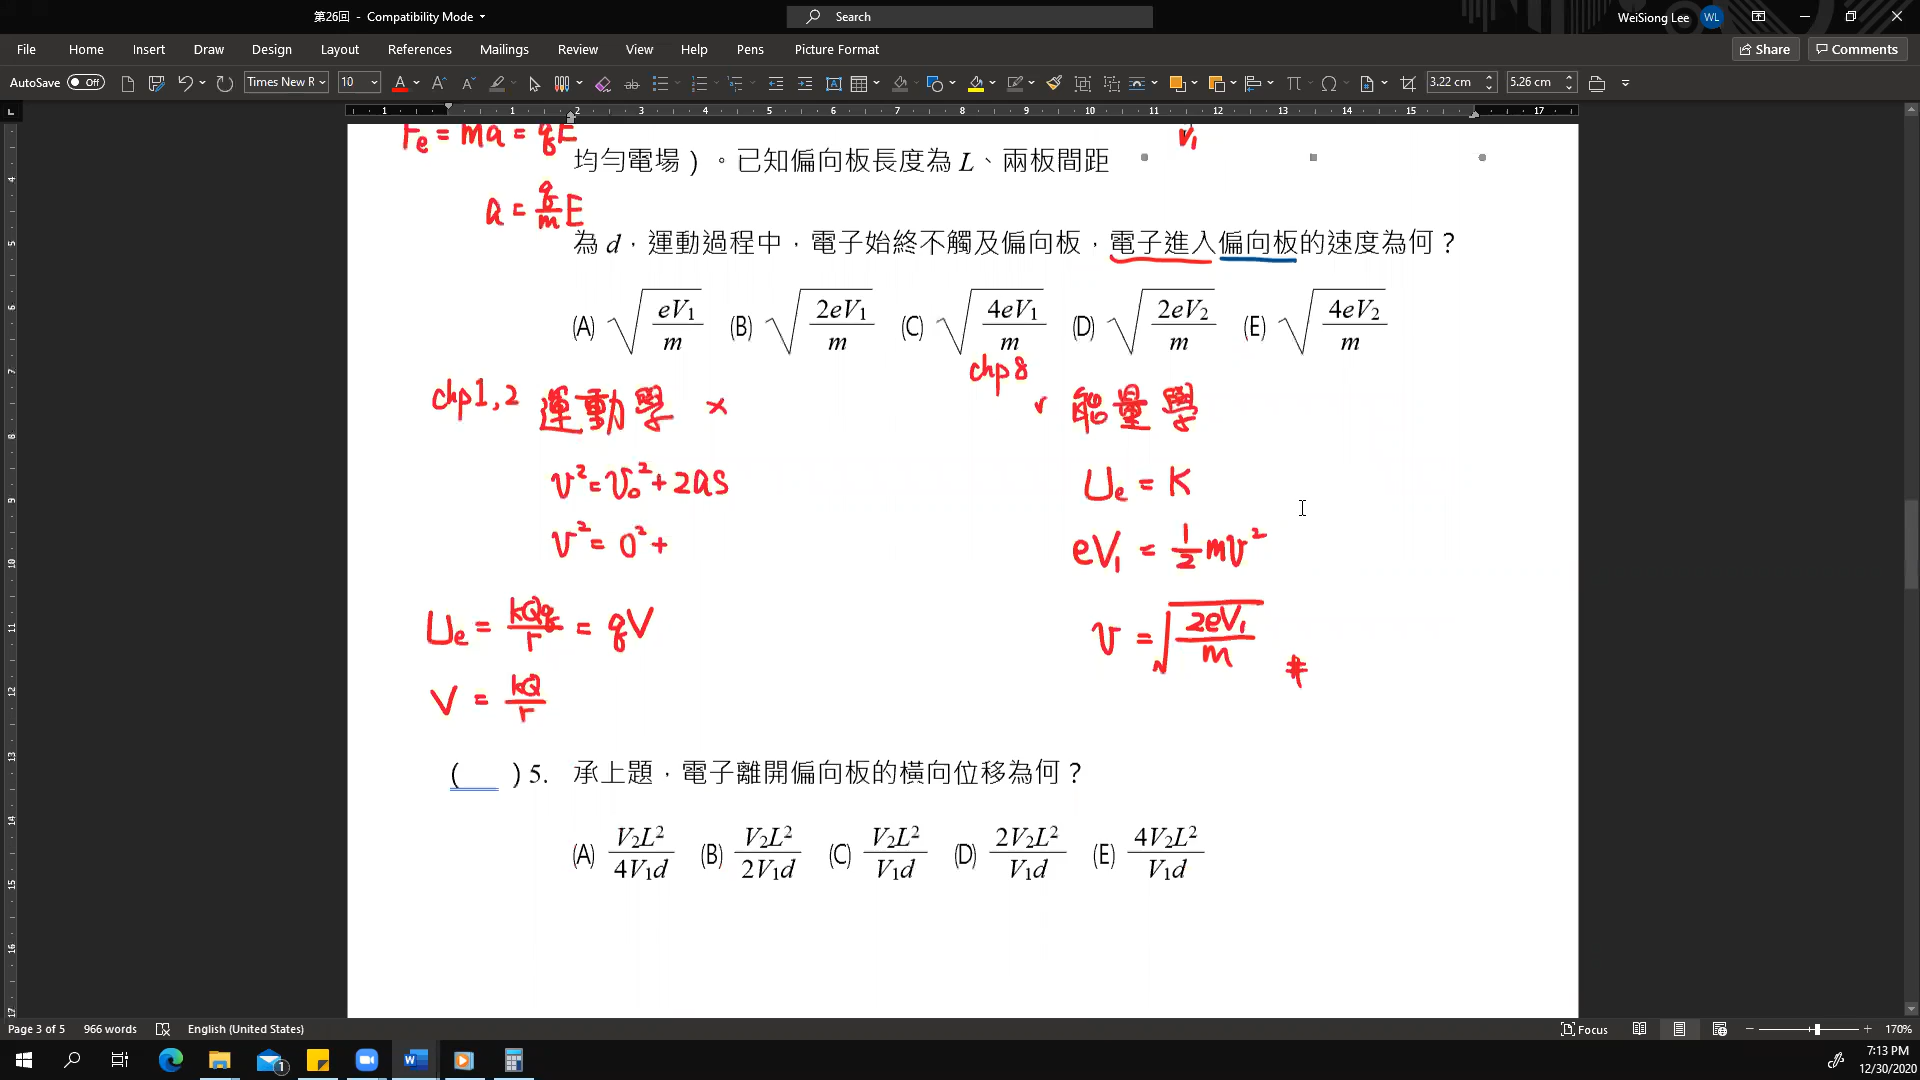 第26回 - Compatibility Mode
Search
WeiSiong Lee
WL
File Home Insert Draw Design Layout References Mailings Review View Help Pens Picture Format
Share Comments
AutoSave Off
Times New R 10
3.22 cm 5.26 cm
Fe = ma = qE
V₁
均勻電場）。已知偏向板長度為 L、兩板間距
a = q/m E
為 d，運動過程中，電子始終不觸及偏向板，電子進入偏向板的速度為何？
(A) √(eV₁/m) (B) √(2eV₁/m) (C) √(4eV₁/m) (D) √(2eV₂/m) (E) √(4eV₂/m)
chp 8
chp 1, 2 運動學 × ✓ 能量學
v² = v₀² + 2as
Ue = K
v² = 0² +
eV₁ = 1/2 mv²
Ue = kQq/r = qV
v = √(2eV₁/m) #
V = kQ/r
( ) 5. 承上題，電子離開偏向板的橫向位移為何？
(A) V₂L²/4V₁d (B) V₂L²/2V₁d (C) V₂L²/V₁d (D) 2V₂L²/V₁d (E) 4V₂L²/V₁d
Page 3 of 5 966 words English (United States)
Focus
170%
1
7:13 PM
12/30/2020